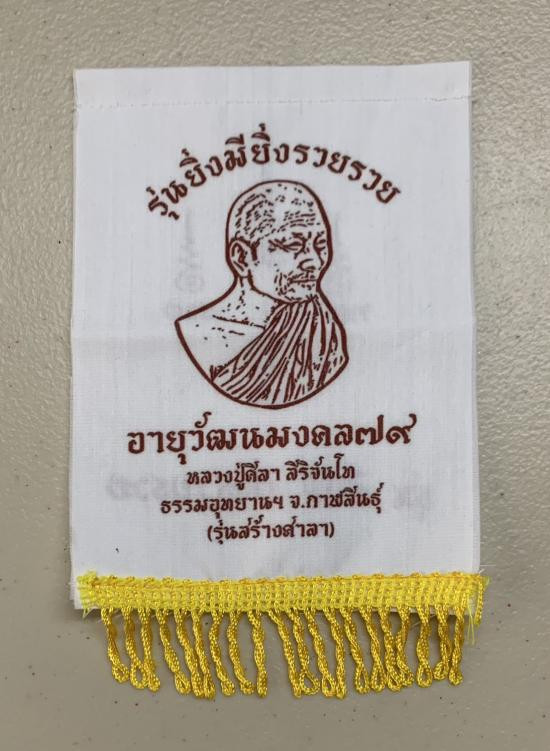 รุ่นยิ่งมียิ่งรวยรวย
อายุวัฒนมงคล๗๙
หลวงปู่ศิลา สิริจันโท
ธรรมอุทยานฯ จ.กาฬสินธุ์
(รุ่นสร้างศาลา)